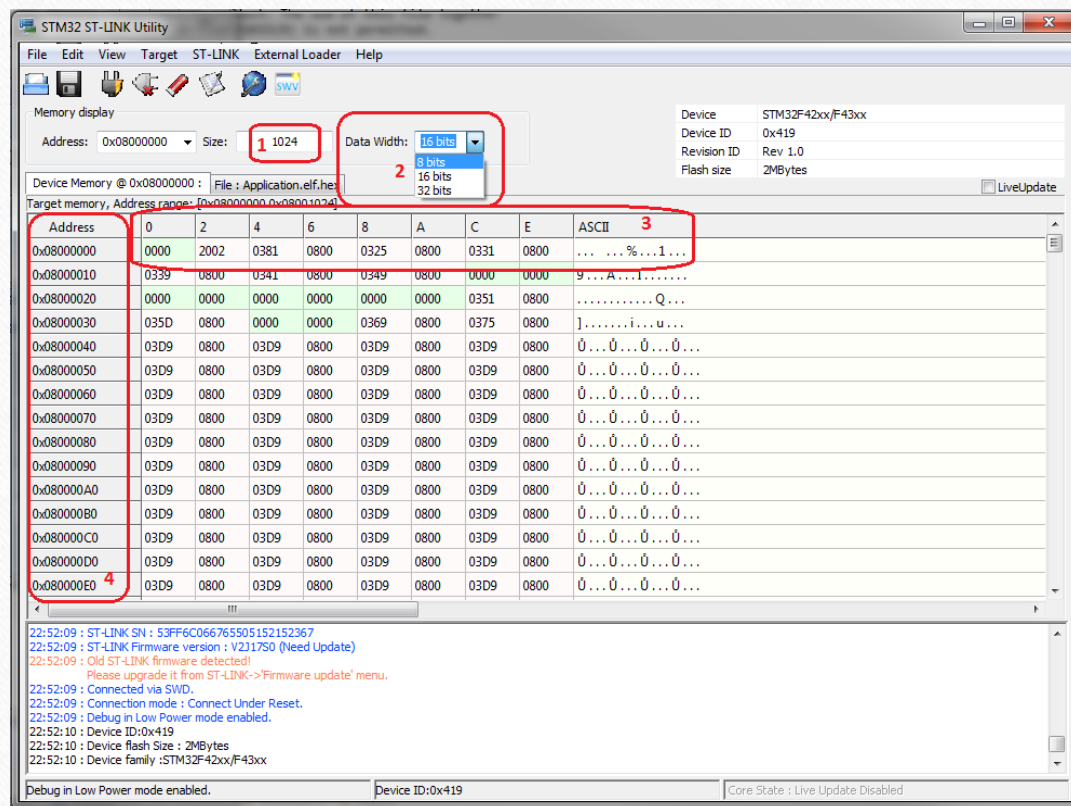 STM32 ST-LINK Utility
File Edit View Target ST-LINK External Loader Help
SWV
Memory display
Address: 0x08000000 Size: 1 1024 Data Width: 16 bits
8 bits
16 bits
32 bits
2
Device STM32F42xx/F43xx
Device ID 0x419
Revision ID Rev 1.0
Flash size 2MBytes
LiveUpdate
Device Memory @ 0x08000000 : File : Application.elf.hex
Target memory, Address range: [0x08000000 0x08001024]
Address 0 2 4 6 8 A C E ASCII 3
0x08000000 0000 2002 0381 0800 0325 0800 0331 0800 ... ...%...1...
0x08000010 0339 0800 0341 0800 0349 0800 0000 0000 9...A...I.......
0x08000020 0000 0000 0000 0000 0000 0000 0351 0800 ............Q...
0x08000030 035D 0800 0000 0000 0369 0800 0375 0800 ].......i...u...
0x08000040 03D9 0800 03D9 0800 03D9 0800 03D9 0800 Ů...Ů...Ů...Ů...
0x08000050 03D9 0800 03D9 0800 03D9 0800 03D9 0800 Ů...Ů...Ů...Ů...
0x08000060 03D9 0800 03D9 0800 03D9 0800 03D9 0800 Ů...Ů...Ů...Ů...
0x08000070 03D9 0800 03D9 0800 03D9 0800 03D9 0800 Ů...Ů...Ů...Ů...
0x08000080 03D9 0800 03D9 0800 03D9 0800 03D9 0800 Ů...Ů...Ů...Ů...
0x08000090 03D9 0800 03D9 0800 03D9 0800 03D9 0800 Ů...Ů...Ů...Ů...
0x080000A0 03D9 0800 03D9 0800 03D9 0800 03D9 0800 Ů...Ů...Ů...Ů...
0x080000B0 03D9 0800 03D9 0800 03D9 0800 03D9 0800 Ů...Ů...Ů...Ů...
0x080000C0 03D9 0800 03D9 0800 03D9 0800 03D9 0800 Ů...Ů...Ů...Ů...
0x080000D0 03D9 0800 03D9 0800 03D9 0800 03D9 0800 Ů...Ů...Ů...Ů...
0x080000E0 4 03D9 0800 03D9 0800 03D9 0800 03D9 0800 Ů...Ů...Ů...Ů...
22:52:09 : ST-LINK SN : 53FF6C066765505152152367
22:52:09 : ST-LINK Firmware version : V2J17S0 (Need Update)
22:52:09 : Old ST-LINK firmware detected!
Please upgrade it from ST-LINK->'Firmware update' menu.
22:52:09 : Connected via SWD.
22:52:09 : Connection mode : Connect Under Reset.
22:52:09 : Debug in Low Power mode enabled.
22:52:10 : Device ID:0x419
22:52:10 : Device flash Size : 2MBytes
22:52:10 : Device family :STM32F42xx/F43xx
Debug in Low Power mode enabled. Device ID:0x419 Core State : Live Update Disabled